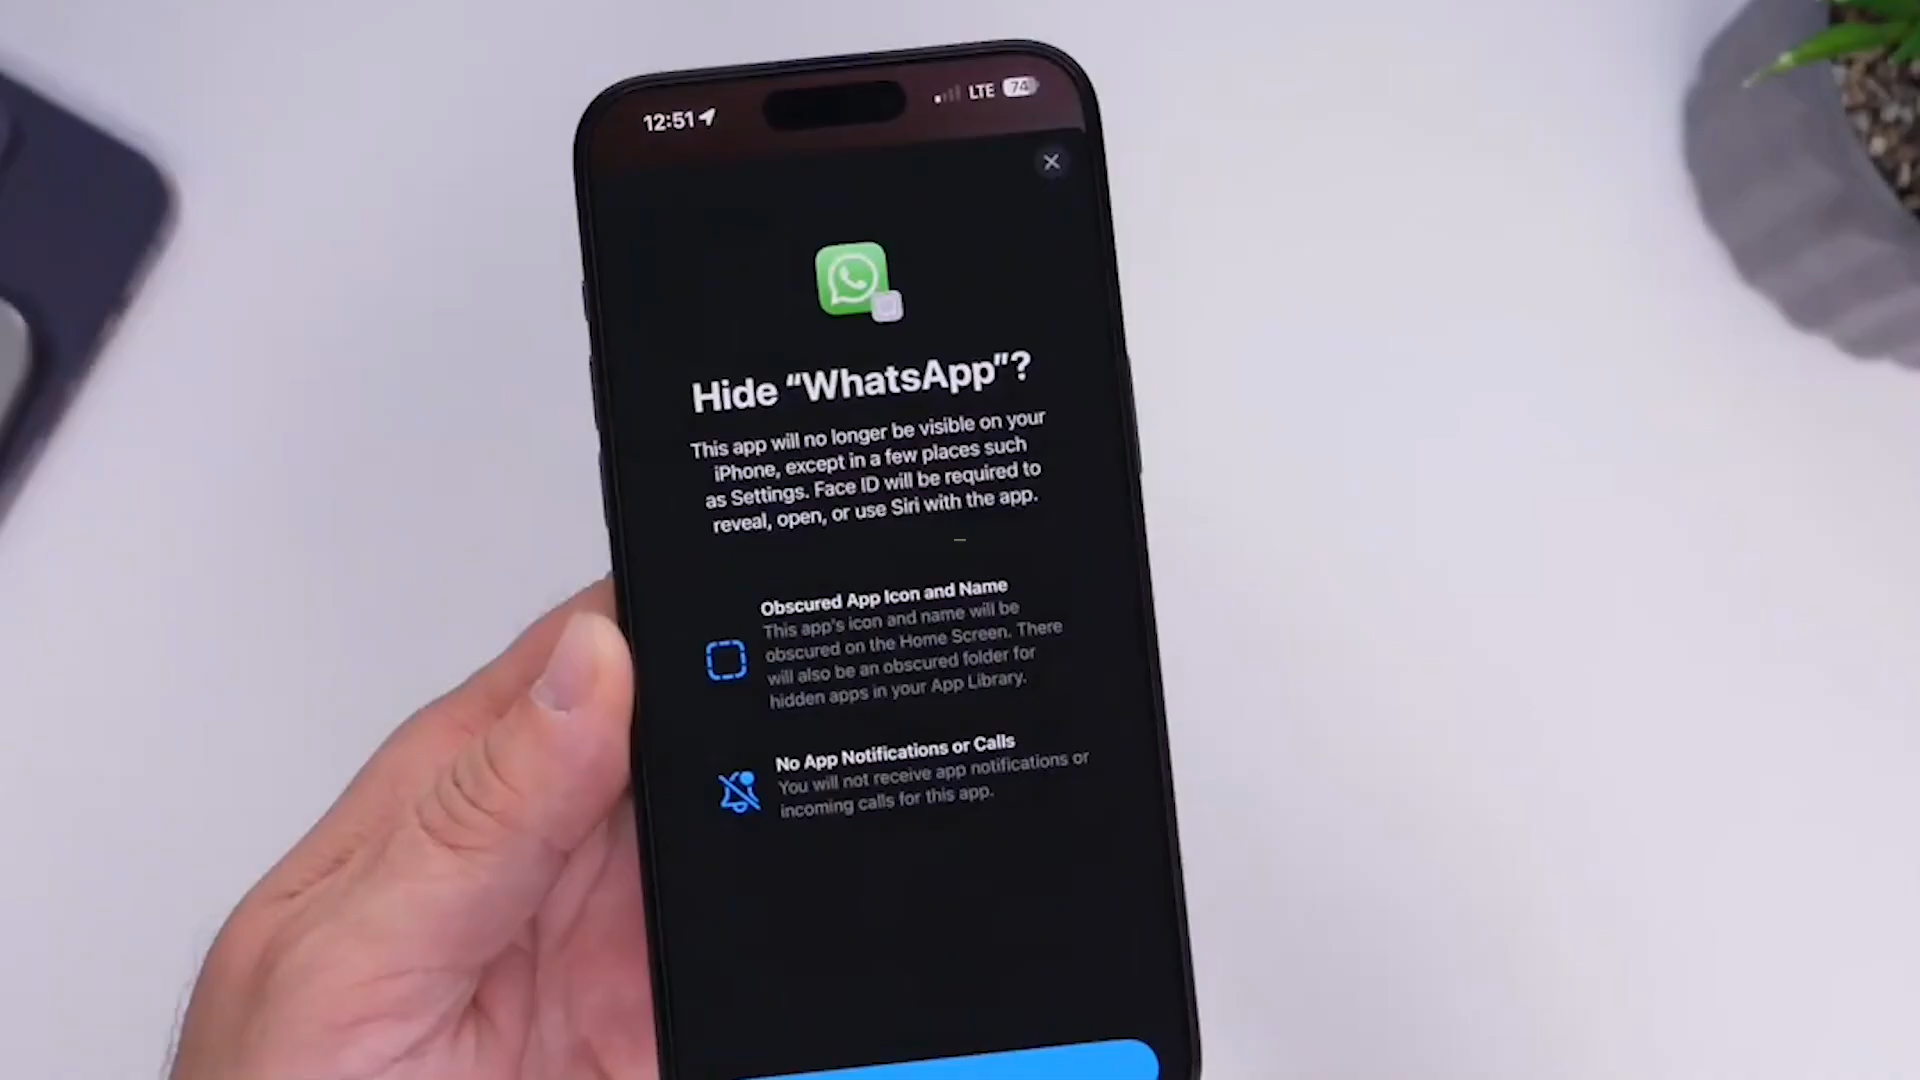 12:51
LTE 74
Hide “WhatsApp”?
This app will no longer be visible on your
iPhone, except in a few places such
as Settings. Face ID will be required to
reveal, open, or use Siri with the app.
Obscured App Icon and Name
This app's icon and name will be
obscured on the Home Screen. There
will also be an obscured folder for
hidden apps in your App Library.
No App Notifications or Calls
You will not receive app notifications or
incoming calls for this app.